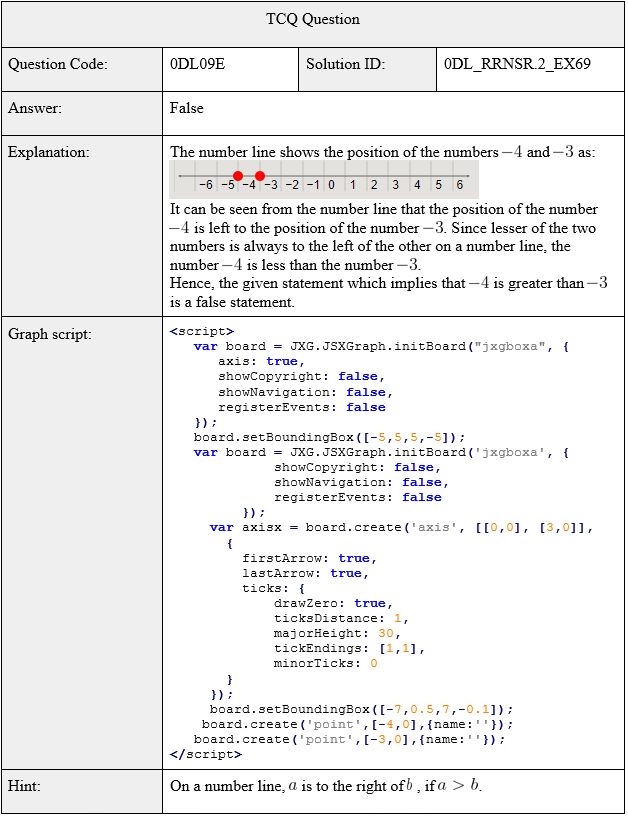 TCQ Question
Question Code: 0DL09E Solution ID: 0DL_RRNSR.2_EX69
Answer: False
Explanation: The number line shows the position of the numbers −4 and −3 as:
−6 −5 −4 −3 −2 −1 0 1 2 3 4 5 6
It can be seen from the number line that the position of the number
−4 is left to the position of the number −3. Since lesser of the two
numbers is always to the left of the other on a number line, the
number −4 is less than the number −3.
Hence, the given statement which implies that −4 is greater than −3
is a false statement.
Graph script: <script>
var board = JXG.JSXGraph.initBoard("jxgboxa", {
axis: true,
showCopyright: false,
showNavigation: false,
registerEvents: false
});
board.setBoundingBox([-5,5,5,-5]);
var board = JXG.JSXGraph.initBoard('jxgboxa', {
showCopyright: false,
showNavigation: false,
registerEvents: false
});
var axisx = board.create('axis', [[0,0], [3,0]],
{
firstArrow: true,
lastArrow: true,
ticks: {
drawZero: true,
ticksDistance: 1,
majorHeight: 30,
tickEndings: [1,1],
minorTicks: 0
}
});
board.setBoundingBox([-7,0.5,7,-0.1]);
board.create('point',[-4,0],{name:''});
board.create('point',[-3,0],{name:''});
</script>
Hint: On a number line, a is to the right of b , if a > b.